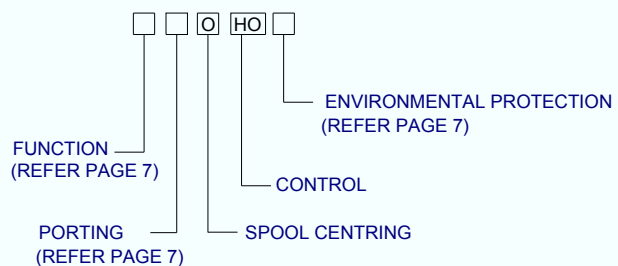 O HO
ENVIRONMENTAL PROTECTION
(REFER PAGE 7)
FUNCTION
(REFER PAGE 7)
CONTROL
PORTING
(REFER PAGE 7)
SPOOL CENTRING